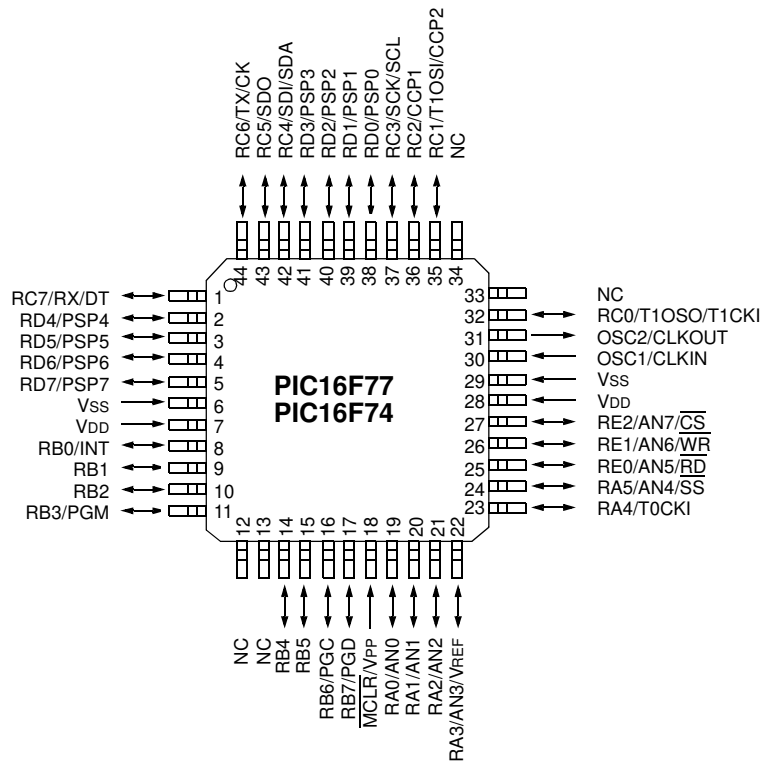 RC6/TX/CK
RC5/SDO
RC4/SDI/SDA
RD3/PSP3
RD2/PSP2
RD1/PSP1
RD0/PSP0
RC3/SCK/SCL
RC2/CCP1
RC1/T1OSI/CCP2
NC
44
43
42
41
40
39
38
37
36
35
34
RC7/RX/DT 1
RD4/PSP4 2
RD5/PSP5 3
RD6/PSP6 4
RD7/PSP7 5
VSS 6
VDD 7
RB0/INT 8
RB1 9
RB2 10
RB3/PGM 11
PIC16F77
PIC16F74
33 NC
32 RC0/T1OSO/T1CKI
31 OSC2/CLKOUT
30 OSC1/CLKIN
29 VSS
28 VDD
27 RE2/AN7/C̅S̅
26 RE1/AN6/W̅R̅
25 RE0/AN5/R̅D̅
24 RA5/AN4/S̅S̅
23 RA4/T0CKI
12
13
14
15
16
17
18
19
20
21
22
NC
NC
RB4
RB5
RB6/PGC
RB7/PGD
M̅C̅L̅R̅/VPP
RA0/AN0
RA1/AN1
RA2/AN2
RA3/AN3/VREF